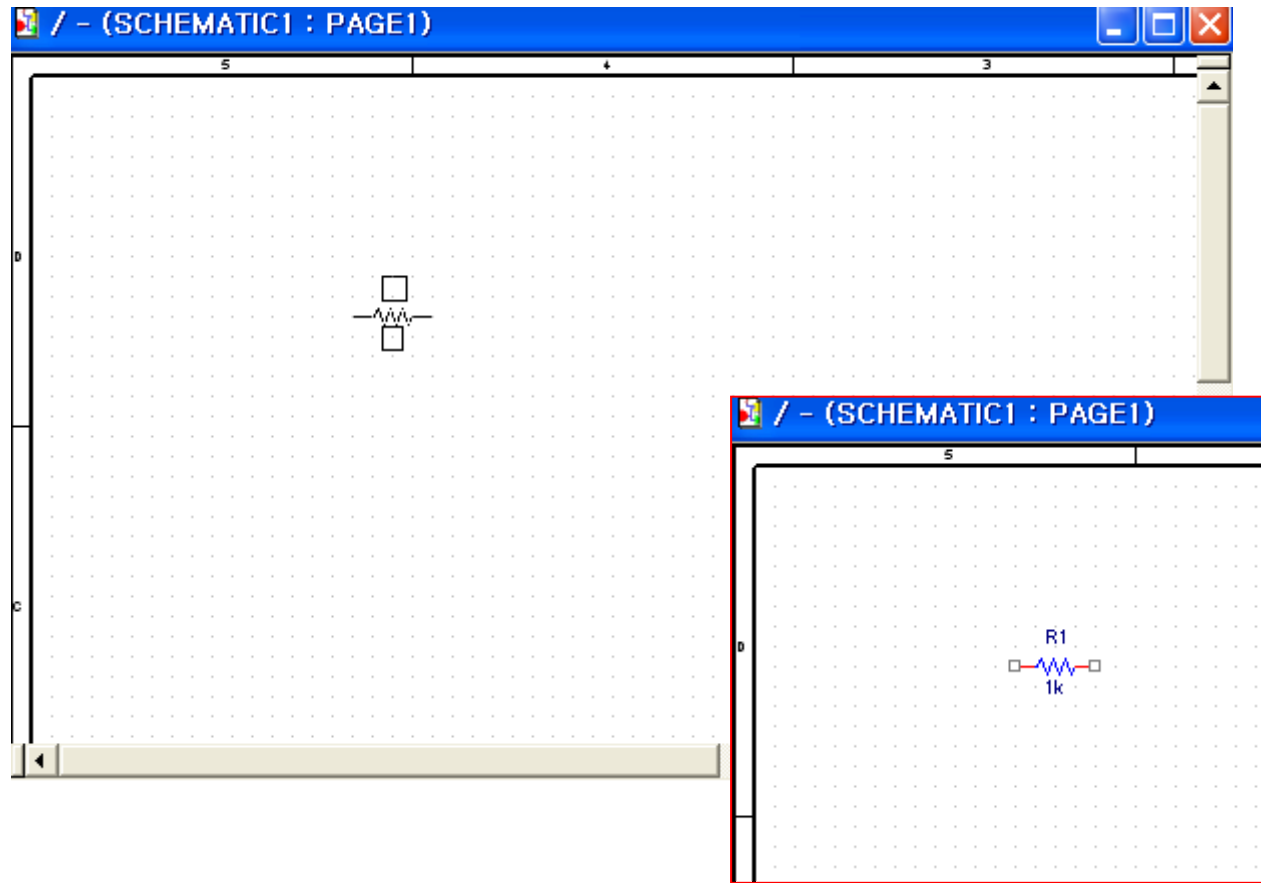 / - (SCHEMATIC1 : PAGE1)
5 4 3
D
C
/ - (SCHEMATIC1 : PAGE1)
5
D
R1
1k